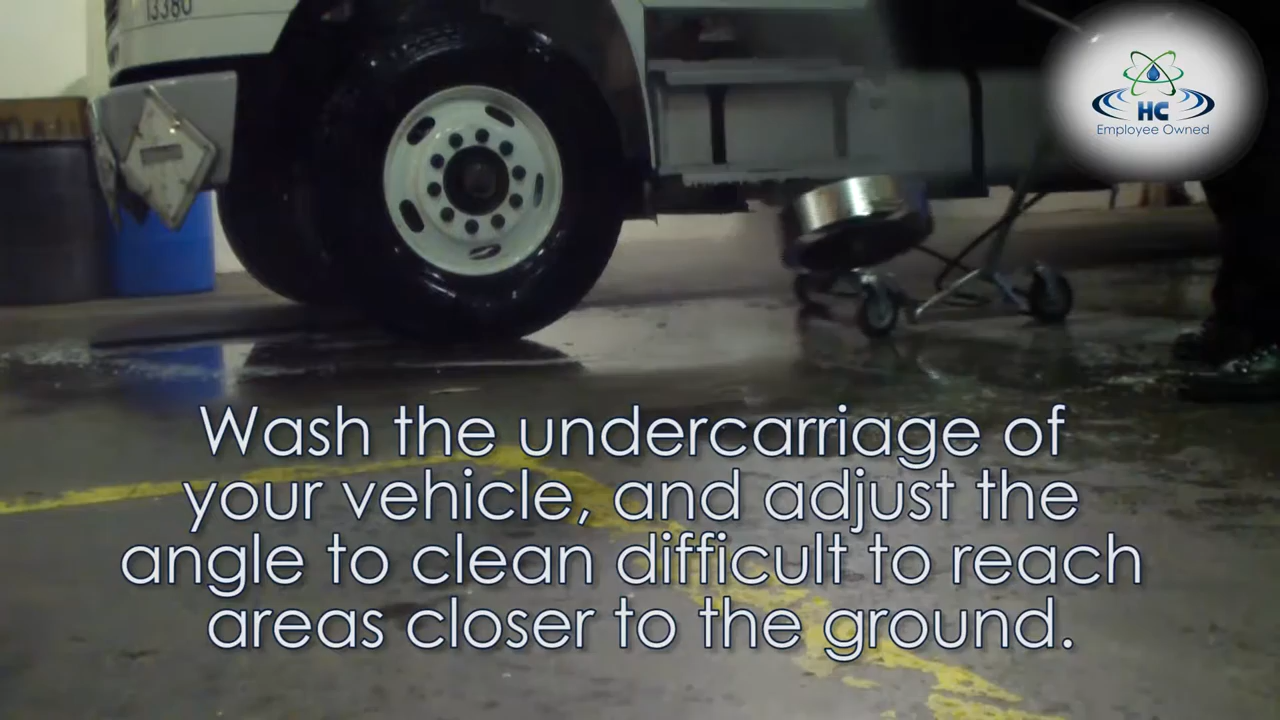 13380
HC
Employee Owned
Wash the undercarriage of
your vehicle, and adjust the
angle to clean difficult to reach
areas closer to the ground.